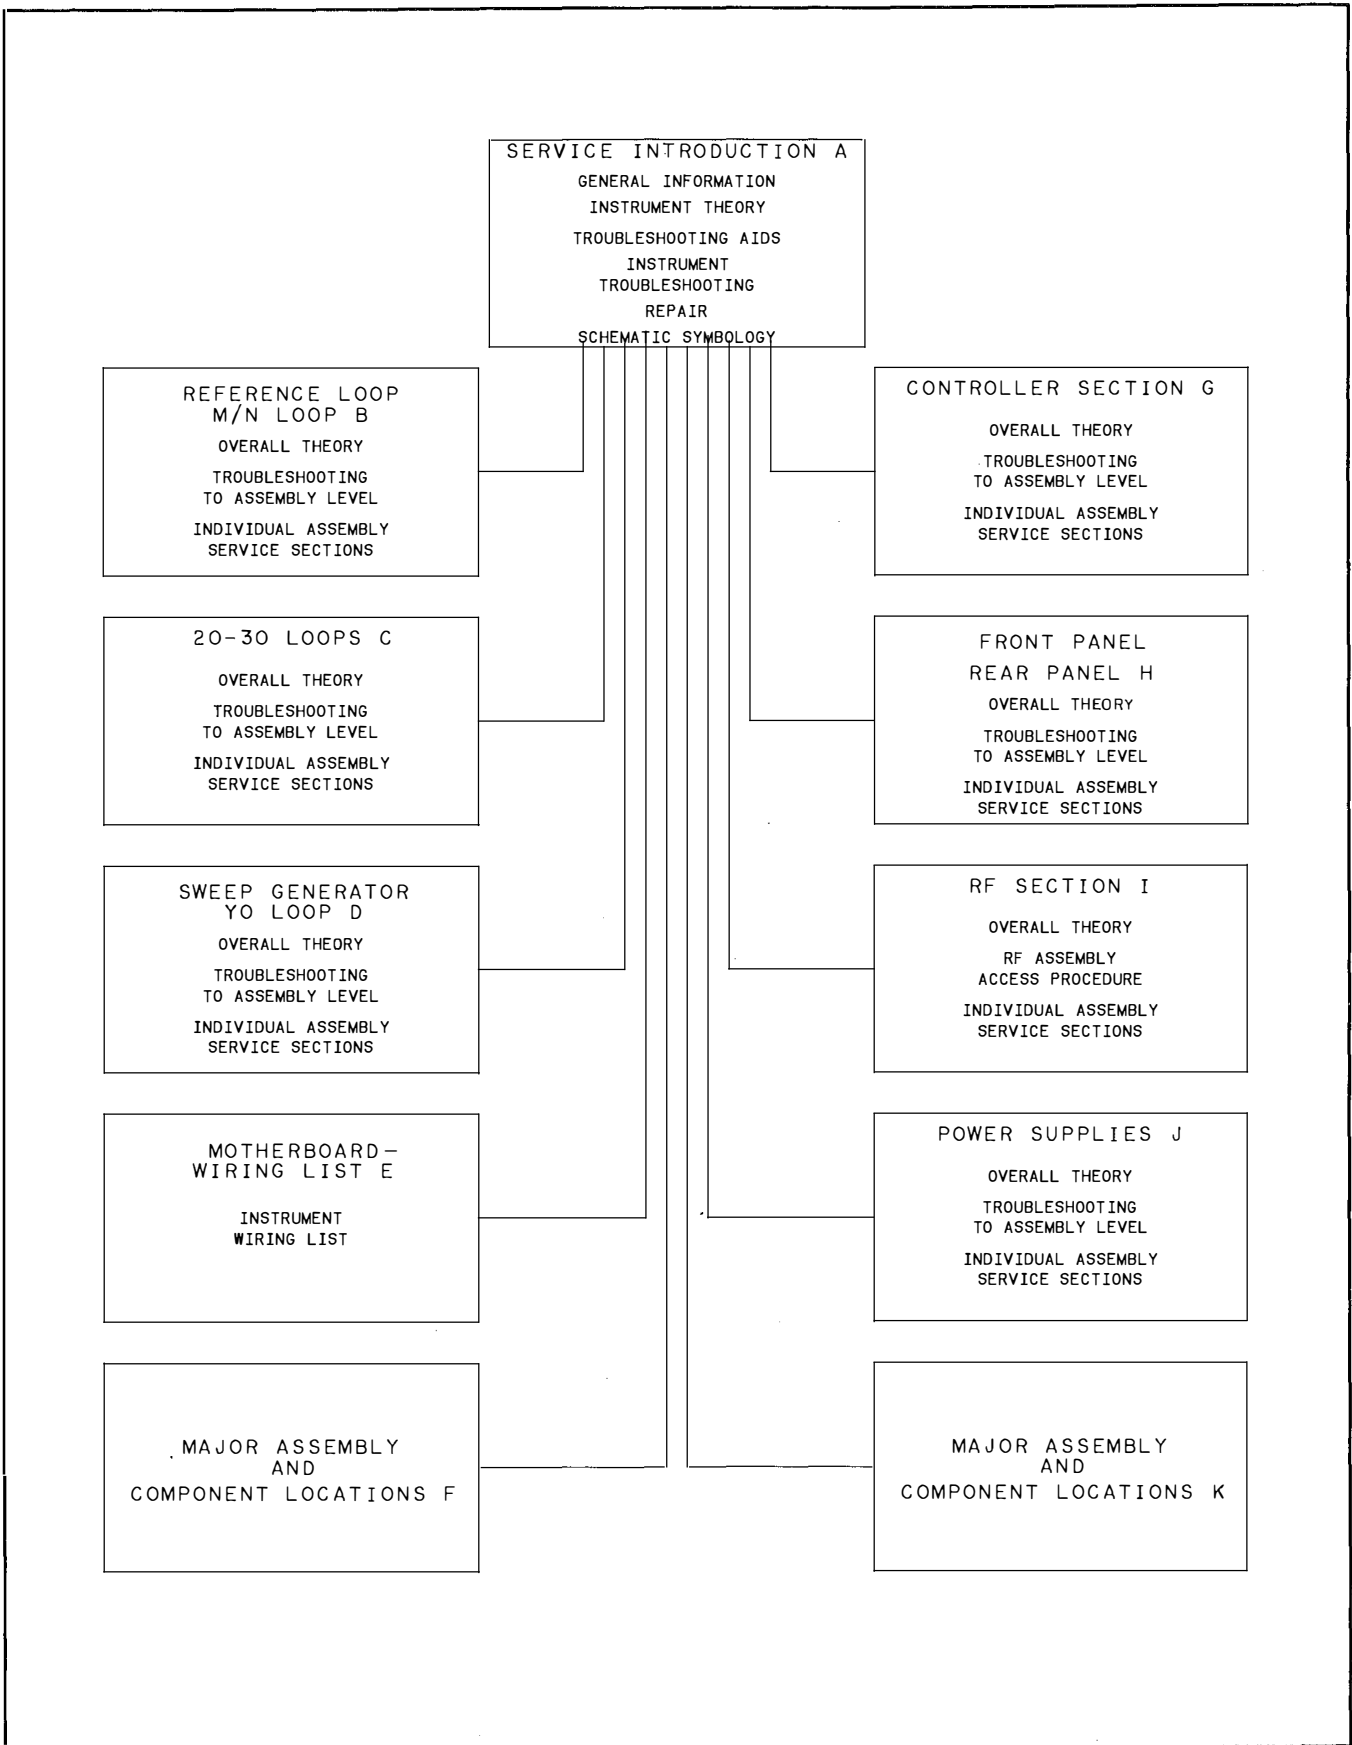 SERVICE INTRODUCTION A
GENERAL INFORMATION
INSTRUMENT THEORY
TROUBLESHOOTING AIDS
INSTRUMENT
TROUBLESHOOTING
REPAIR
SCHEMATIC SYMBOLOGY
REFERENCE LOOP
M/N LOOP B
OVERALL THEORY
TROUBLESHOOTING
TO ASSEMBLY LEVEL
INDIVIDUAL ASSEMBLY
SERVICE SECTIONS
20-30 LOOPS C
OVERALL THEORY
TROUBLESHOOTING
TO ASSEMBLY LEVEL
INDIVIDUAL ASSEMBLY
SERVICE SECTIONS
SWEEP GENERATOR
YO LOOP D
OVERALL THEORY
TROUBLESHOOTING
TO ASSEMBLY LEVEL
INDIVIDUAL ASSEMBLY
SERVICE SECTIONS
MOTHERBOARD-
WIRING LIST E
INSTRUMENT
WIRING LIST
MAJOR ASSEMBLY
AND
COMPONENT LOCATIONS F
CONTROLLER SECTION G
OVERALL THEORY
TROUBLESHOOTING
TO ASSEMBLY LEVEL
INDIVIDUAL ASSEMBLY
SERVICE SECTIONS
FRONT PANEL
REAR PANEL H
OVERALL THEORY
TROUBLESHOOTING
TO ASSEMBLY LEVEL
INDIVIDUAL ASSEMBLY
SERVICE SECTIONS
RF SECTION I
OVERALL THEORY
RF ASSEMBLY
ACCESS PROCEDURE
INDIVIDUAL ASSEMBLY
SERVICE SECTIONS
POWER SUPPLIES J
OVERALL THEORY
TROUBLESHOOTING
TO ASSEMBLY LEVEL
INDIVIDUAL ASSEMBLY
SERVICE SECTIONS
MAJOR ASSEMBLY
AND
COMPONENT LOCATIONS K